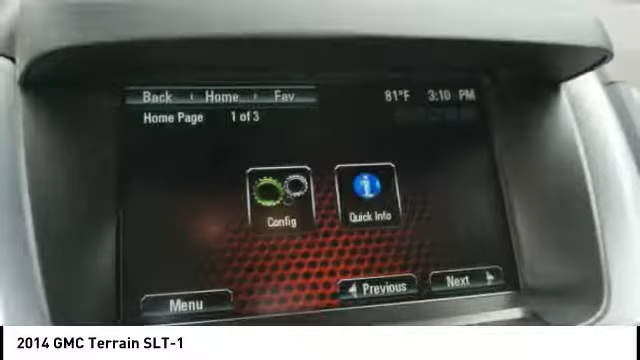 Back Home Fav 81°F 3:10 PM
Home Page 1 of 3
Config Quick Info
Menu Previous Next
2014 GMC Terrain SLT-1